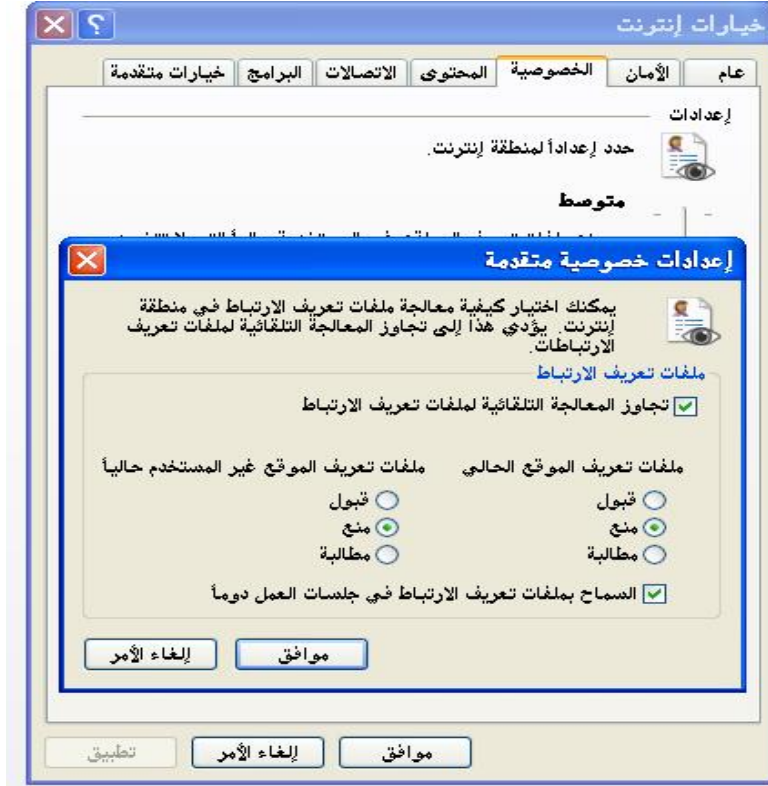 خيارات إنترنت
عام الأمان الخصوصية المحتوى الاتصالات البرامج خيارات متقدمة
إعدادات
حدد إعداداً لمنطقة إنترنت.
متوسط
إعدادات خصوصية متقدمة
يمكنك اختيار كيفية معالجة ملفات تعريف الارتباط في منطقة
إنترنت. يؤدي هذا إلى تجاوز المعالجة التلقائية لملفات تعريف
الارتباطات.
ملفات تعريف الارتباط
تجاوز المعالجة التلقائية لملفات تعريف الارتباط
ملفات تعريف الموقع الحالي ملفات تعريف الموقع غير المستخدم حالياً
قبول قبول
منع منع
مطالبة مطالبة
السماح بملفات تعريف الارتباط في جلسات العمل دوماً
موافق إلغاء الأمر
موافق إلغاء الأمر تطبيق